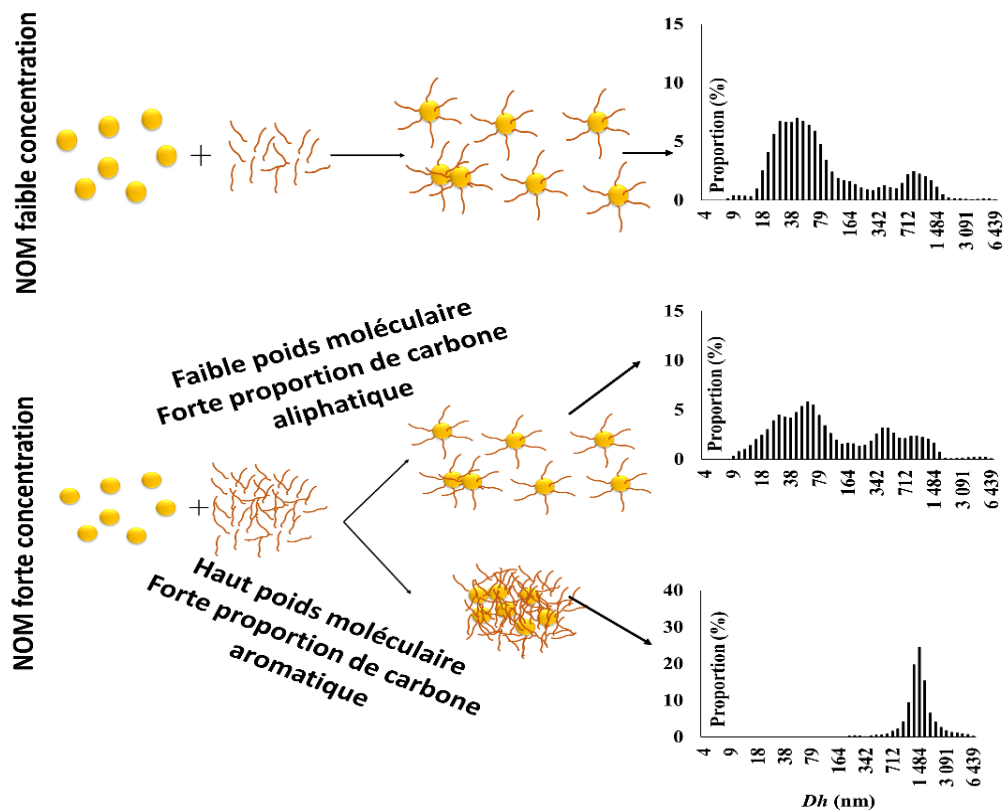 NOM faible concentration
+
Proportion (%)
15
10
5
0
4 9 18 38 79 164 342 712 1 484 3 091 6 439
NOM forte concentration
+
Faible poids moléculaire
Forte proportion de carbone
aliphatique
Proportion (%)
15
10
5
0
4 9 18 38 79 164 342 712 1 484 3 091 6 439
Haut poids moléculaire
Forte proportion de carbone
aromatique
Proportion (%)
40
30
20
10
0
4 9 18 38 79 164 342 712 1 484 3 091 6 439
Dh (nm)